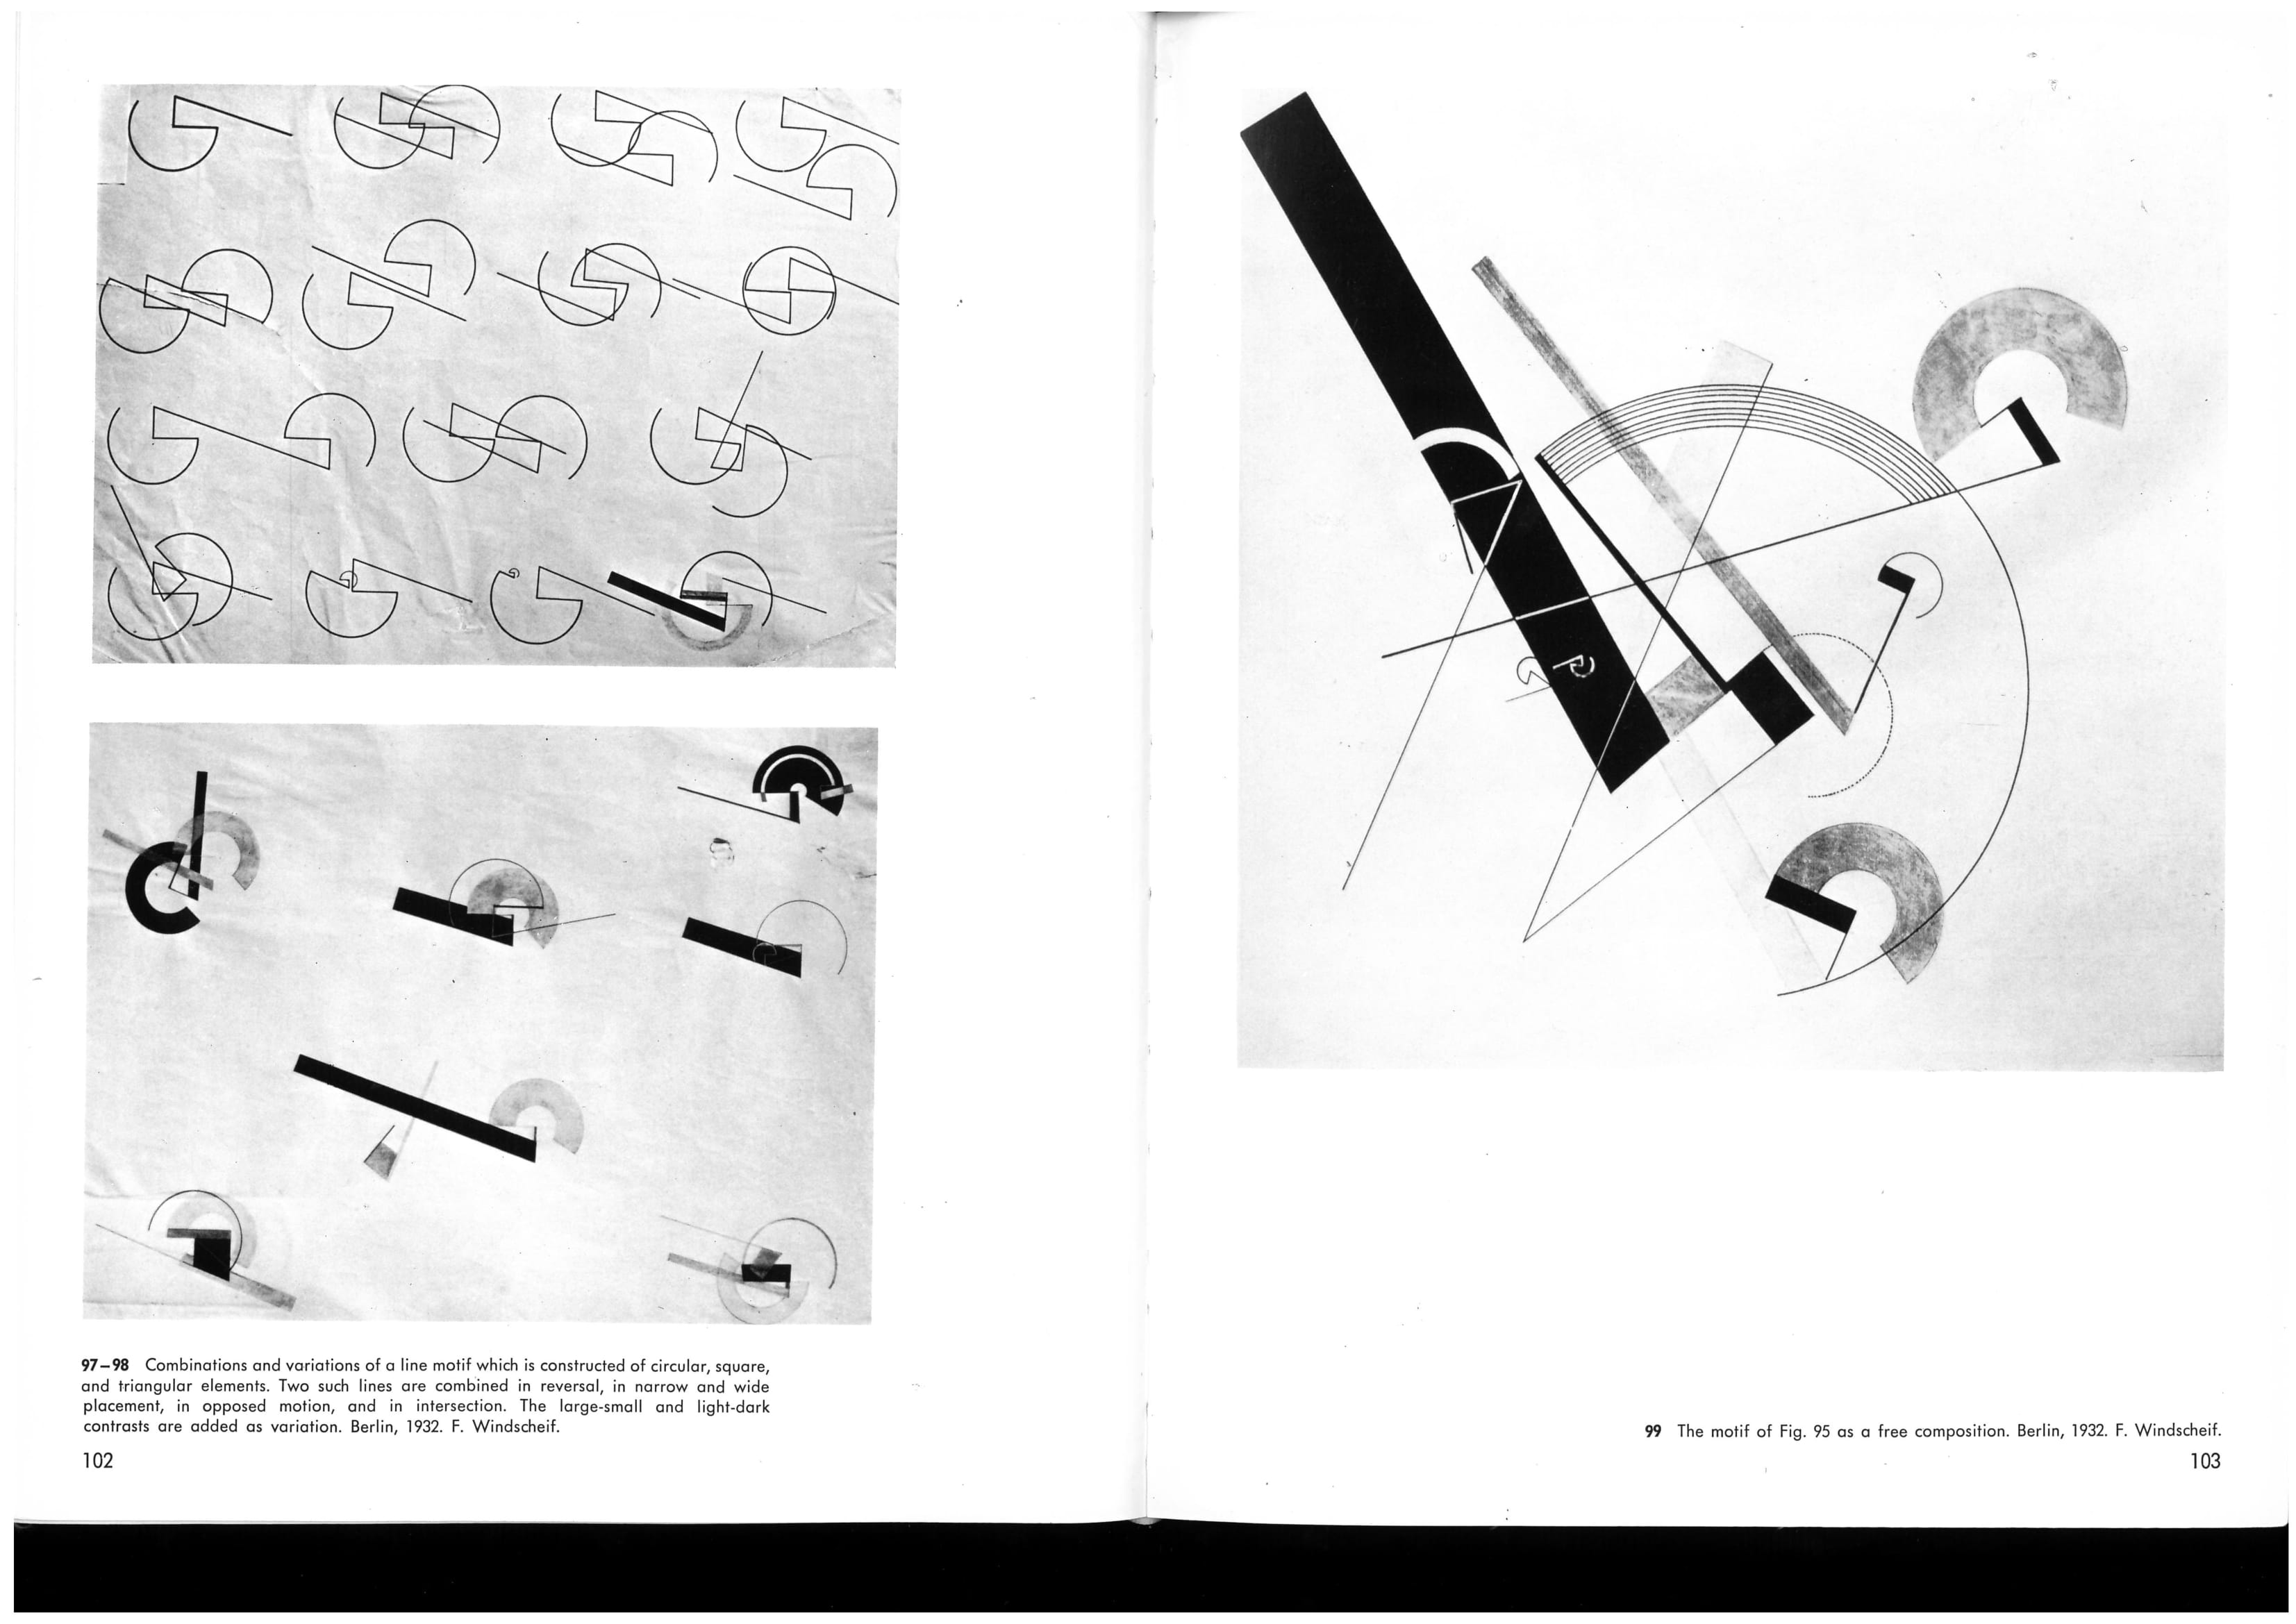 97–98 Combinations and variations of a line motif which is constructed of circular, square,
and triangular elements. Two such lines are combined in reversal, in narrow and wide
placement, in opposed motion, and in intersection. The large-small and light-dark
contrasts are added as variation. Berlin, 1932. F. Windscheif.
102
99 The motif of Fig. 95 as a free composition. Berlin, 1932. F. Windscheif.
103